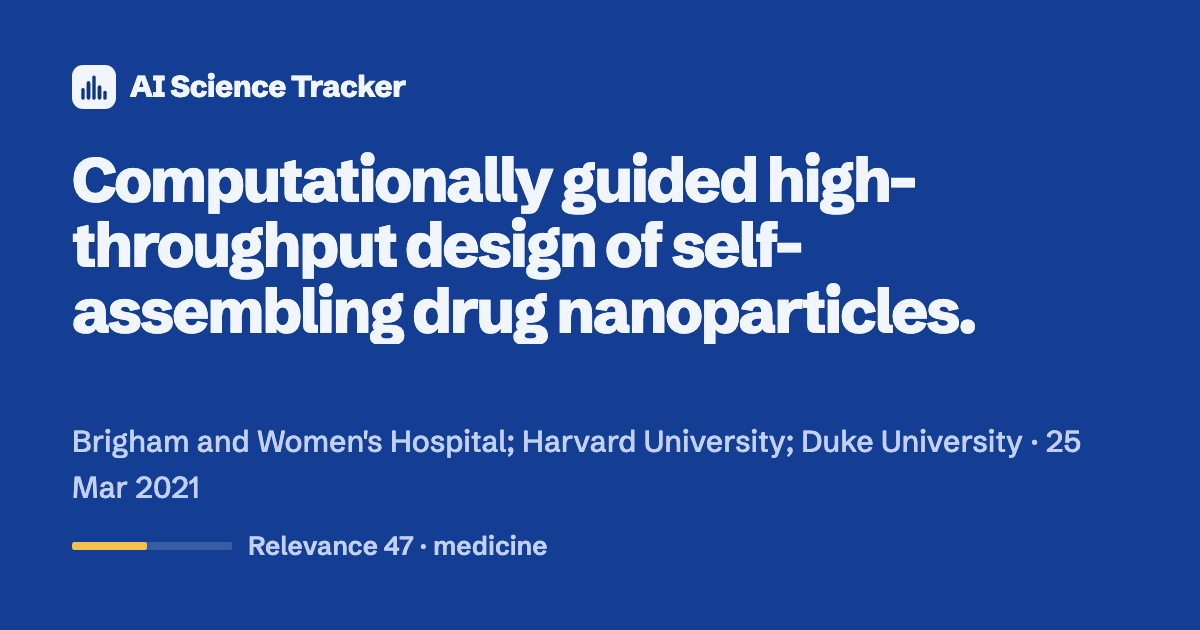 AI Science Tracker
Computationally guided high-
throughput design of self-
assembling drug nanoparticles.
Brigham and Women's Hospital; Harvard University; Duke University · 25
Mar 2021
Relevance 47 · medicine